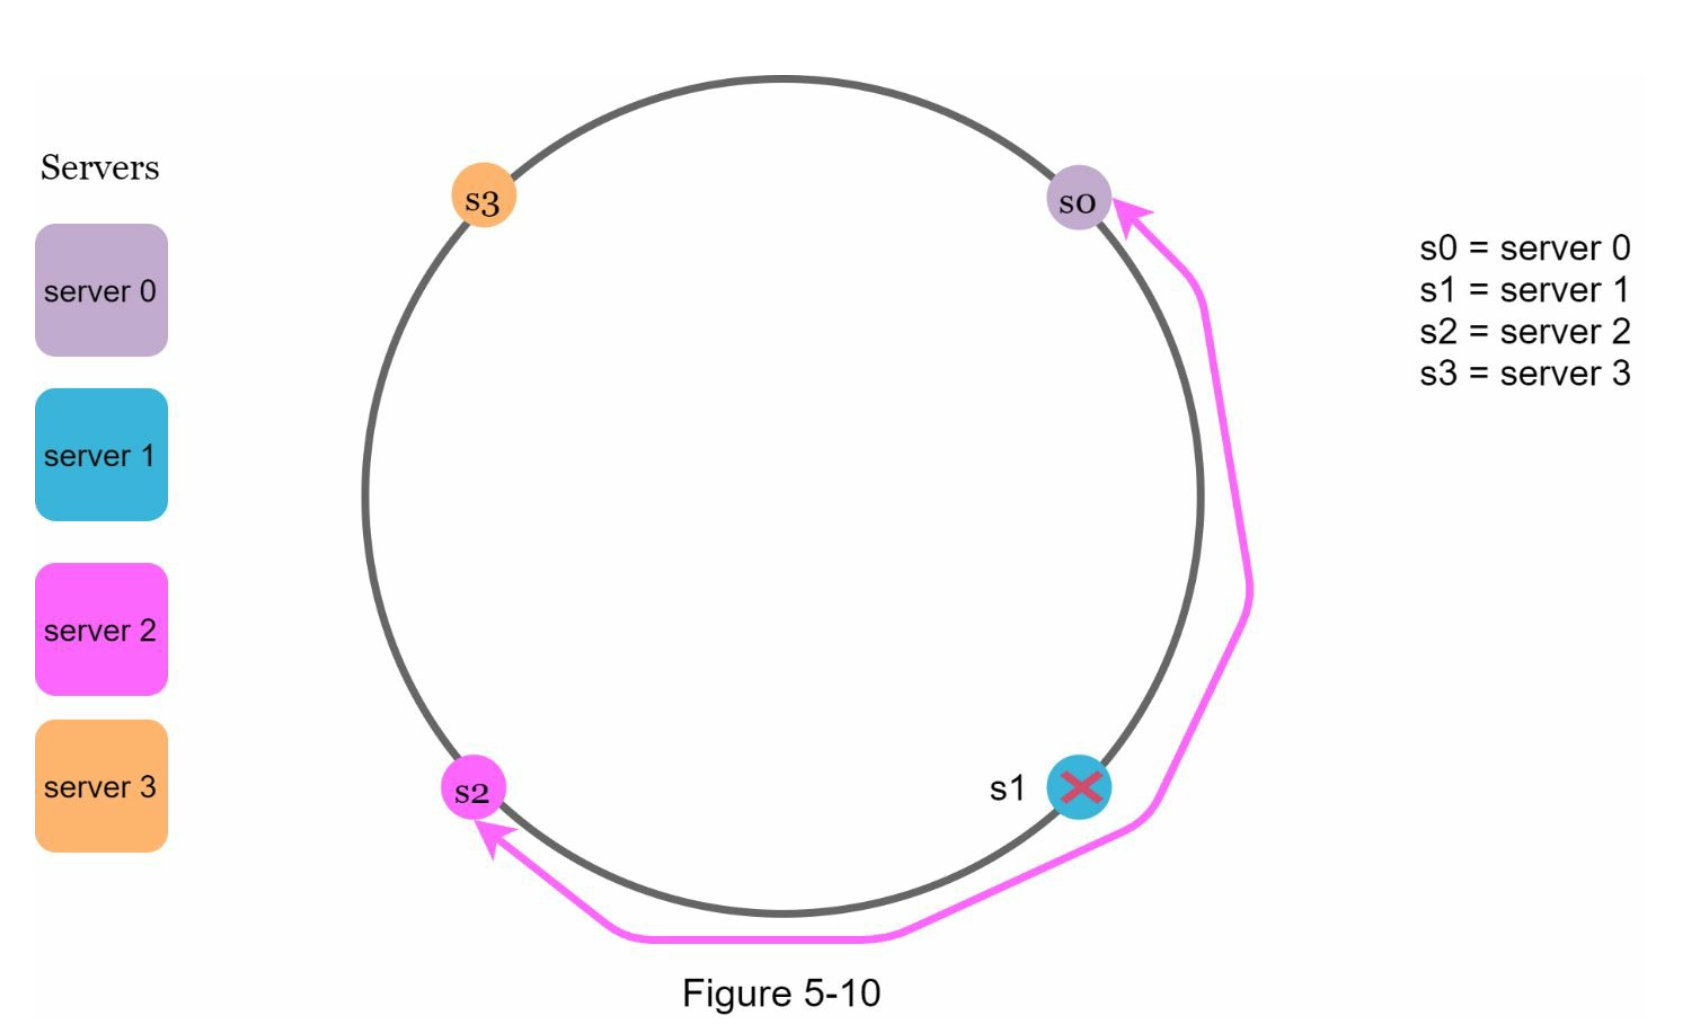 Servers
server 0
server 1
server 2
server 3
s3
s0
s2
s1
s0 = server 0
s1 = server 1
s2 = server 2
s3 = server 3
Figure 5-10